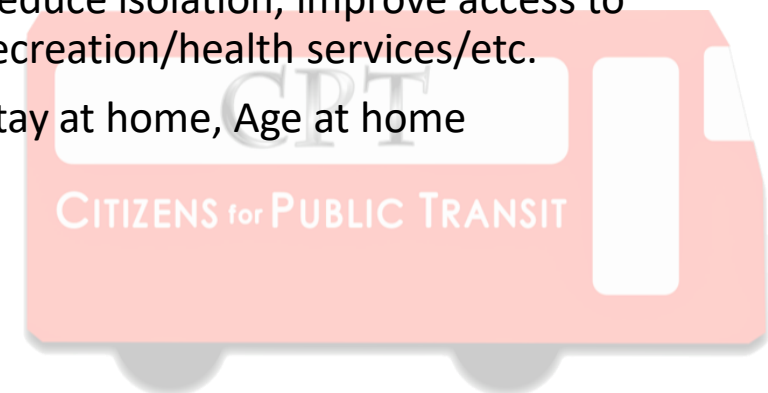 educe isolation, improve access to
ecreation/health services/etc.
tay at home, Age at home
CPT
CITIZENS for PUBLIC TRANSIT